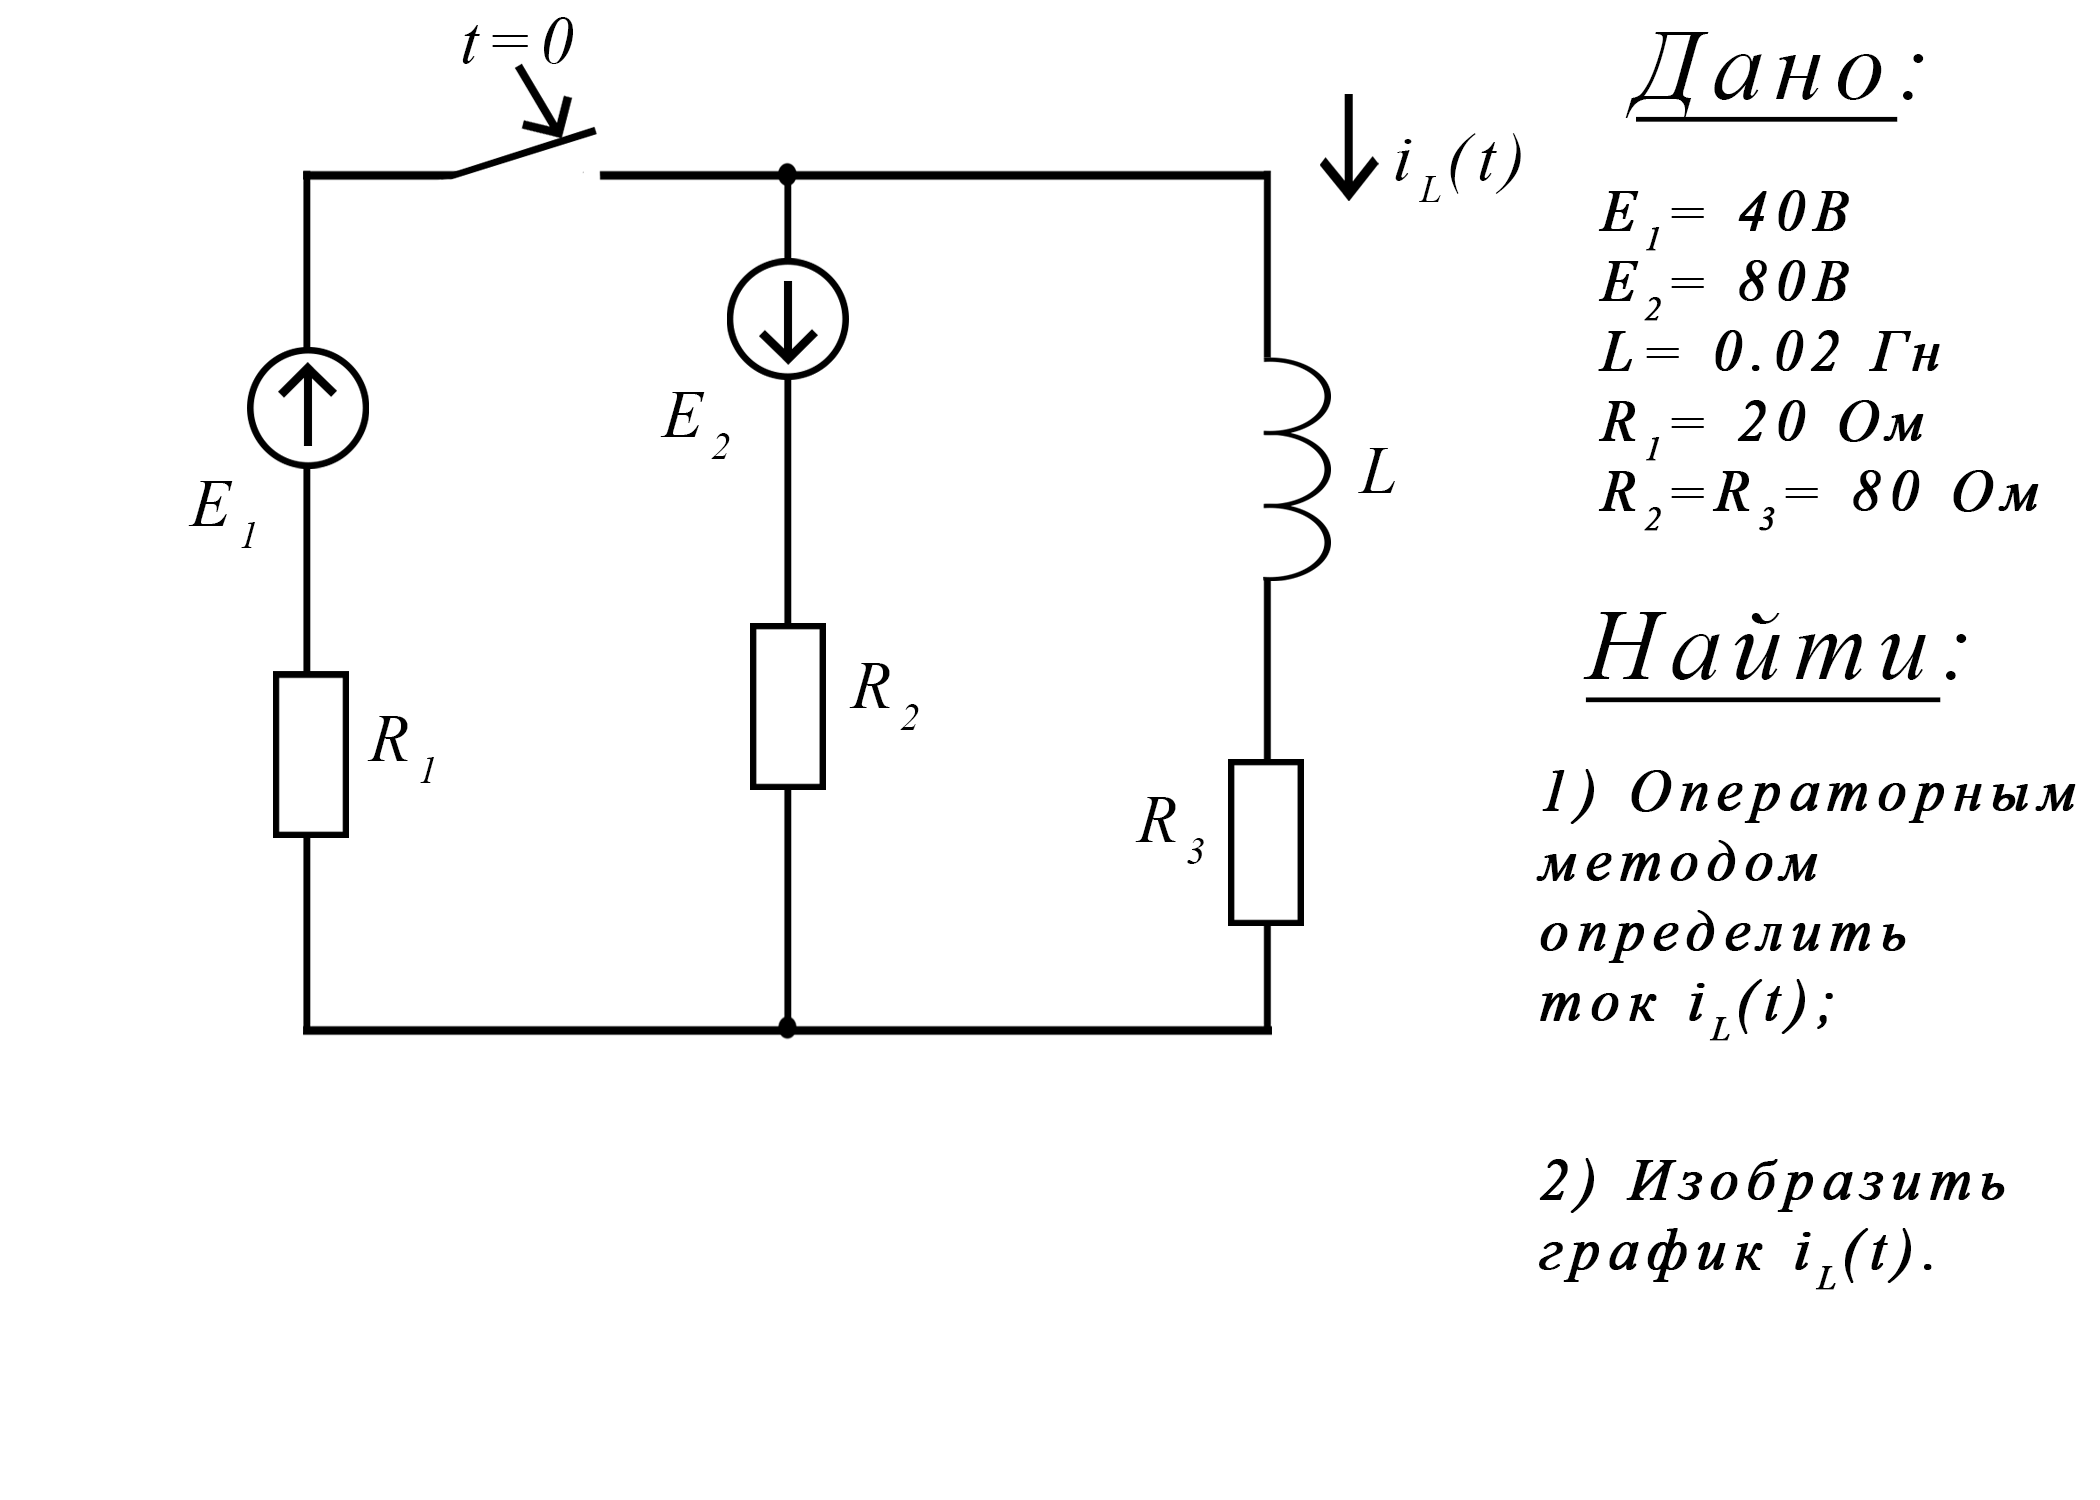 t=0
Дано:
i_L(t)
E_1= 40В
E_2= 80В
L= 0.02 Гн
R_1= 20 Ом
R_2=R_3= 80 Ом
E_2
L
E_1
Найти:
R_2
R_1
R_3
1) Операторным
методом
определить
ток i_L(t);
2) Изобразить
график i_L(t).